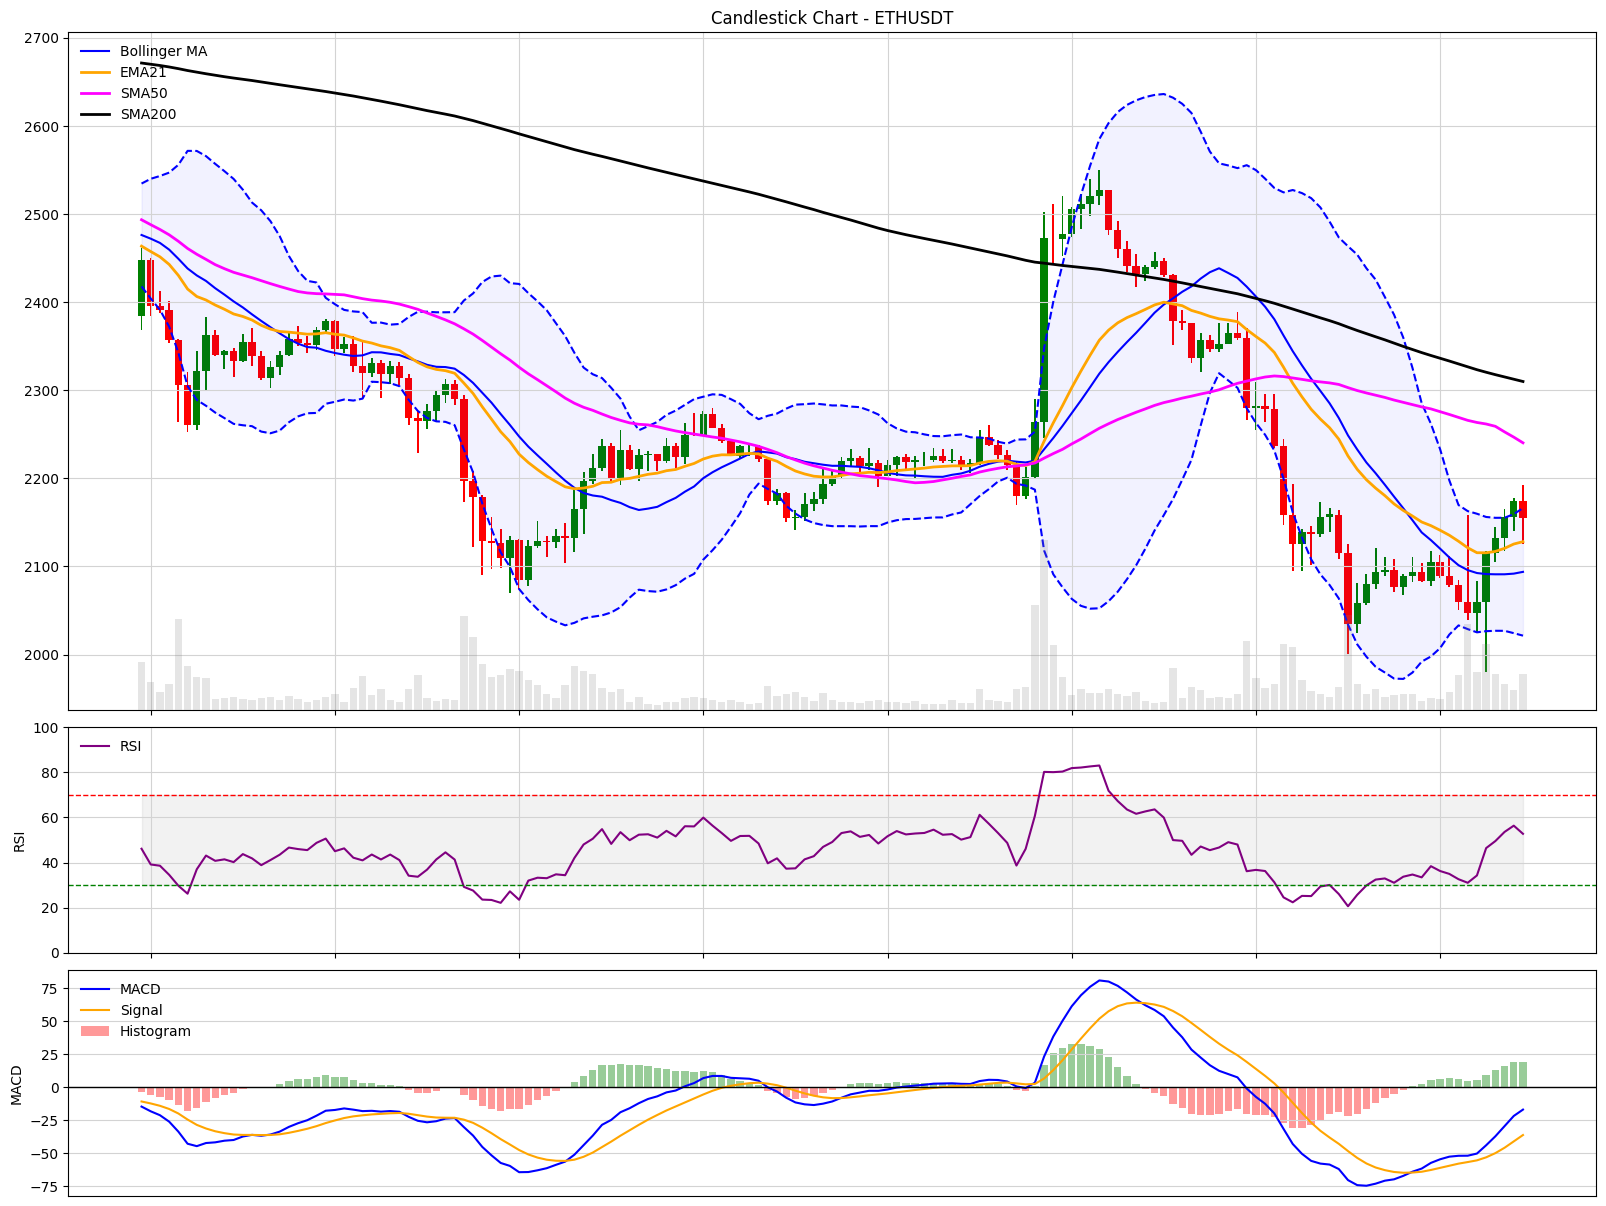 Candlestick Chart - ETHUSDT
2700
2600
2500
2400
2300
2200
2100
2000
Bollinger MA
EMA21
SMA50
SMA200
100
80
60
40
20
0
RSI
RSI
75
50
25
0
−25
−50
−75
MACD
MACD
Signal
Histogram